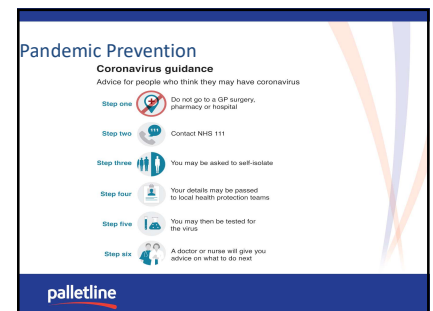 Pandemic Prevention
Coronavirus guidance
Advice for people who think they may have coronavirus
Step one
Do not go to a GP surgery,
pharmacy or hospital
Step two
111
Contact NHS 111
Step three
You may be asked to self-isolate
Step four
Your details may be passed
to local health protection teams
Step five
You may then be tested for
the virus
Step six
A doctor or nurse will give you
advice on what to do next
palletline